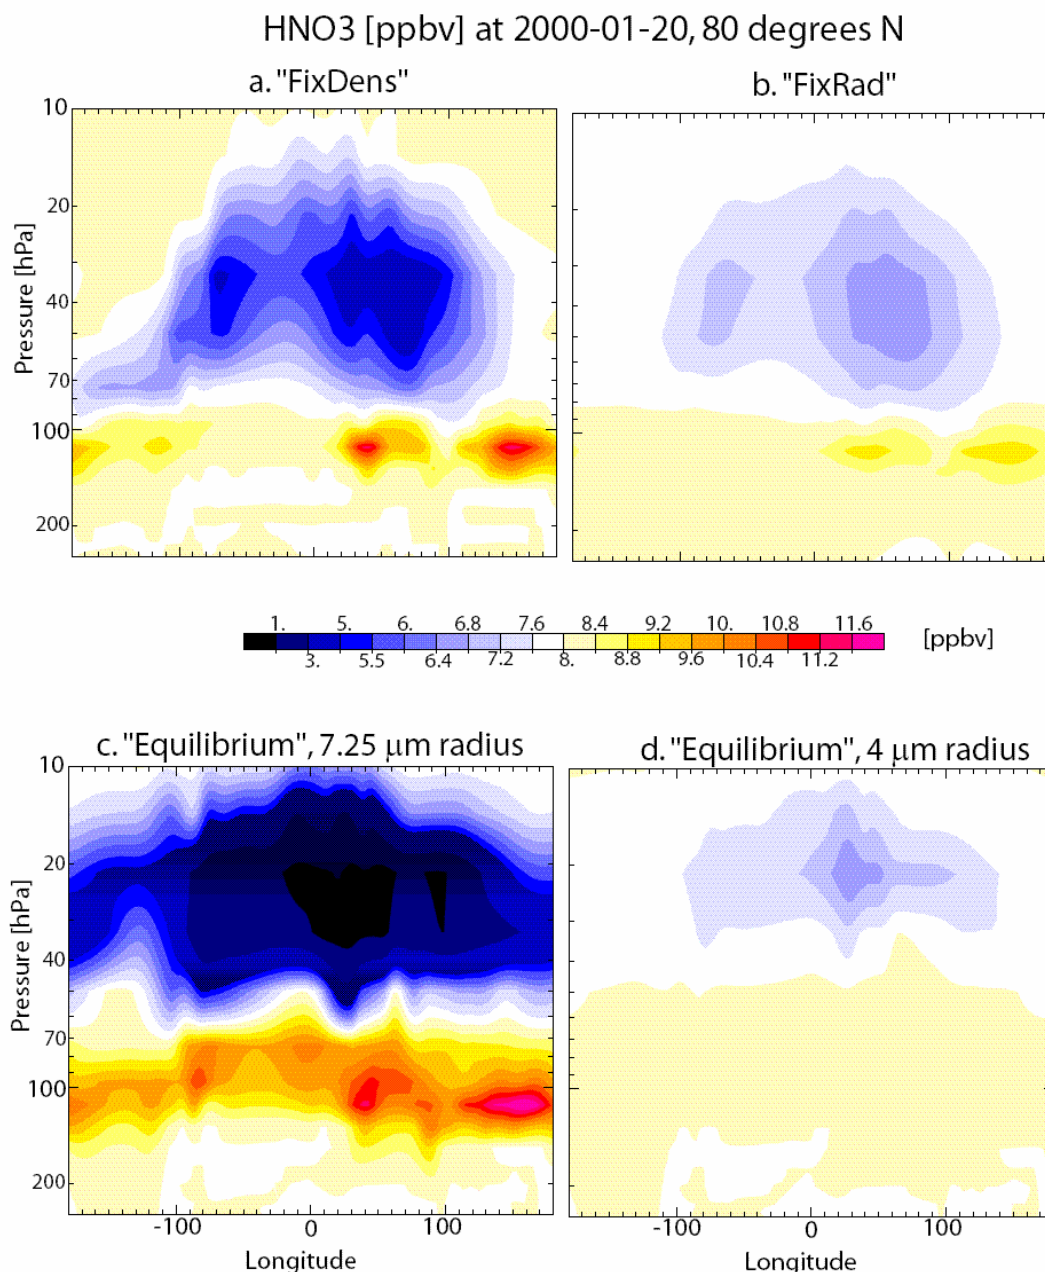 HNO3 [ppbv] at 2000-01-20, 80 degrees N
a. "FixDens"
b. "FixRad"
10
20
40
70
100
200
Pressure [hPa]
-100 0 100
1. 5. 6. 6.8 7.6 8.4 9.2 10. 10.8 11.6
3. 5.5 6.4 7.2 8. 8.8 9.6 10.4 11.2
[ppbv]
c. "Equilibrium", 7.25 μm radius
d. "Equilibrium", 4 μm radius
10
20
40
70
100
200
Pressure [hPa]
-100 0 100
-100 0 100
Longitude
Longitude